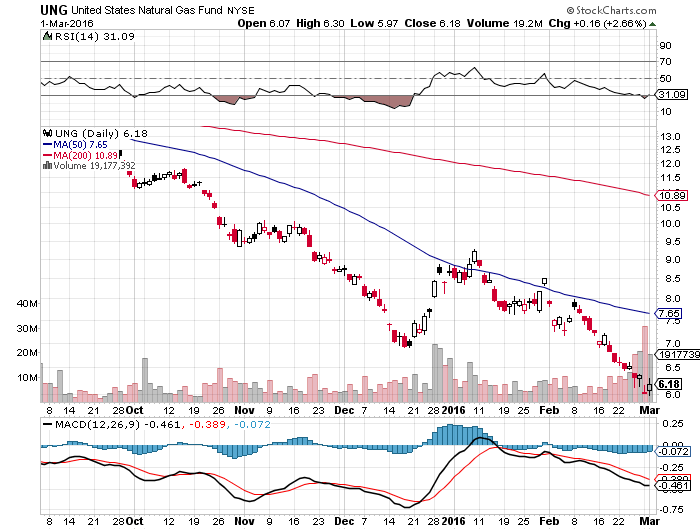 UNG United States Natural Gas Fund NYSE © StockCharts.com
1-Mar-2016 Open 6.07 High 6.30 Low 5.97 Close 6.18 Volume 19.2M Chg +0.16 (+2.66%)
RSI(14) 31.09
90
70
50
31.09
10
UNG (Daily) 6.18
MA(50) 7.65
MA(200) 10.89
Volume 19,177,392
13.0
12.5
12.0
11.5
11.0
10.89
10.5
10.0
9.5
9.0
8.5
8.0
7.65
7.0
1917739
6.5
6.18
6.0
40M
30M
20M
10M
8 14 21 28 Oct 12 19 26 Nov 9 16 23 Dec 7 14 21 28 2016 11 19 25 Feb 8 16 22 Mar
MACD(12,26,9) -0.461, -0.389, -0.072
0.25
0.00
-0.072
-0.25
-0.389
-0.461
-0.75
8 14 21 28 Oct 12 19 26 Nov 9 16 23 Dec 7 14 21 28 2016 11 19 25 Feb 8 16 22 Mar